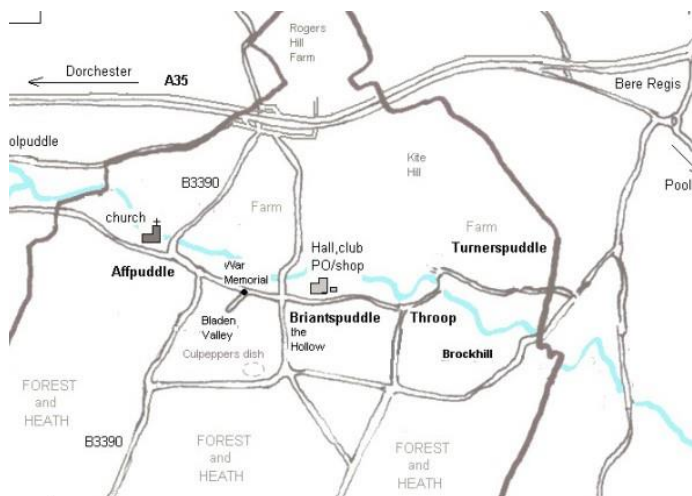 Rogers
Hill
Farm
Dorchester
A35
Bere Regis
olpuddle
Kite
Hill
B3390
Pool
church
Farm
Farm
Hall,club
PO/shop
Turnerspuddle
Affpuddle
War
Memorial
Bladen
Valley
Briantspuddle
the
Hollow
Throop
Culpeppers dish
Brockhill
FOREST
and
HEATH
B3390
FOREST
and
HEATH
FOREST
and
HEATH